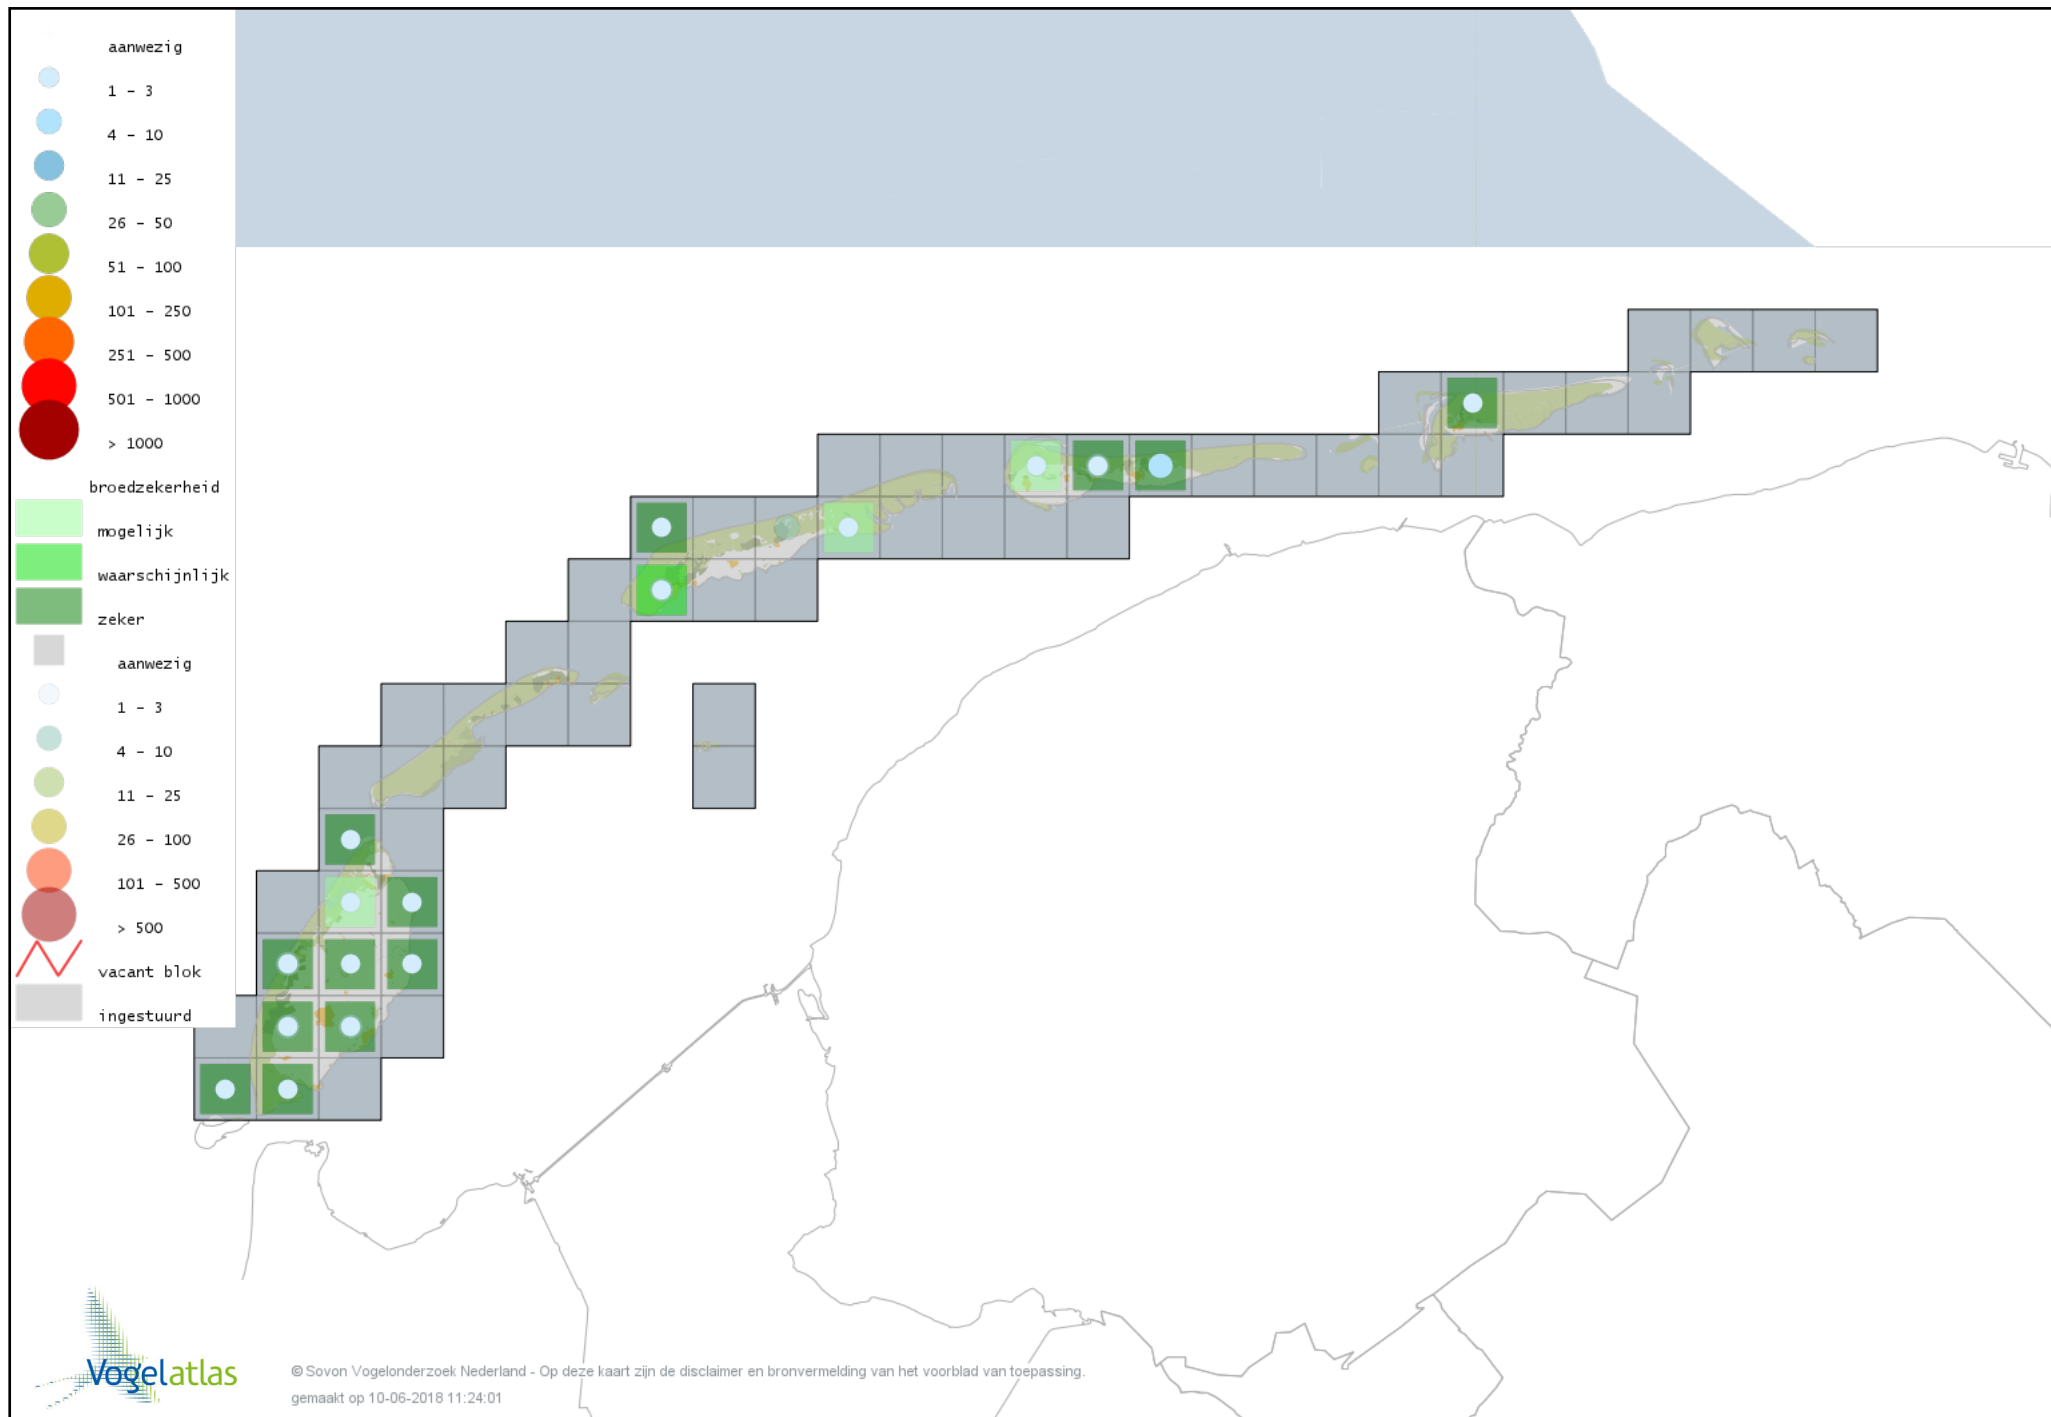 aanwezig
1 - 3
4 - 10
11 - 25
26 - 50
51 - 100
101 - 250
251 - 500
501 - 1000
> 1000
broedzekerheid
mogelijk
waarschijnlijk
zeker
aanwezig
1 - 3
4 - 10
11 - 25
26 - 100
101 - 500
> 500
vacant blok
ingestuurd
Vogelatlas
© Sovon Vogelonderzoek Nederland - Op deze kaart zijn de disclaimer en bronvermelding van het voorblad van toepassing.
gemaakt op 10-06-2018 11:24:01